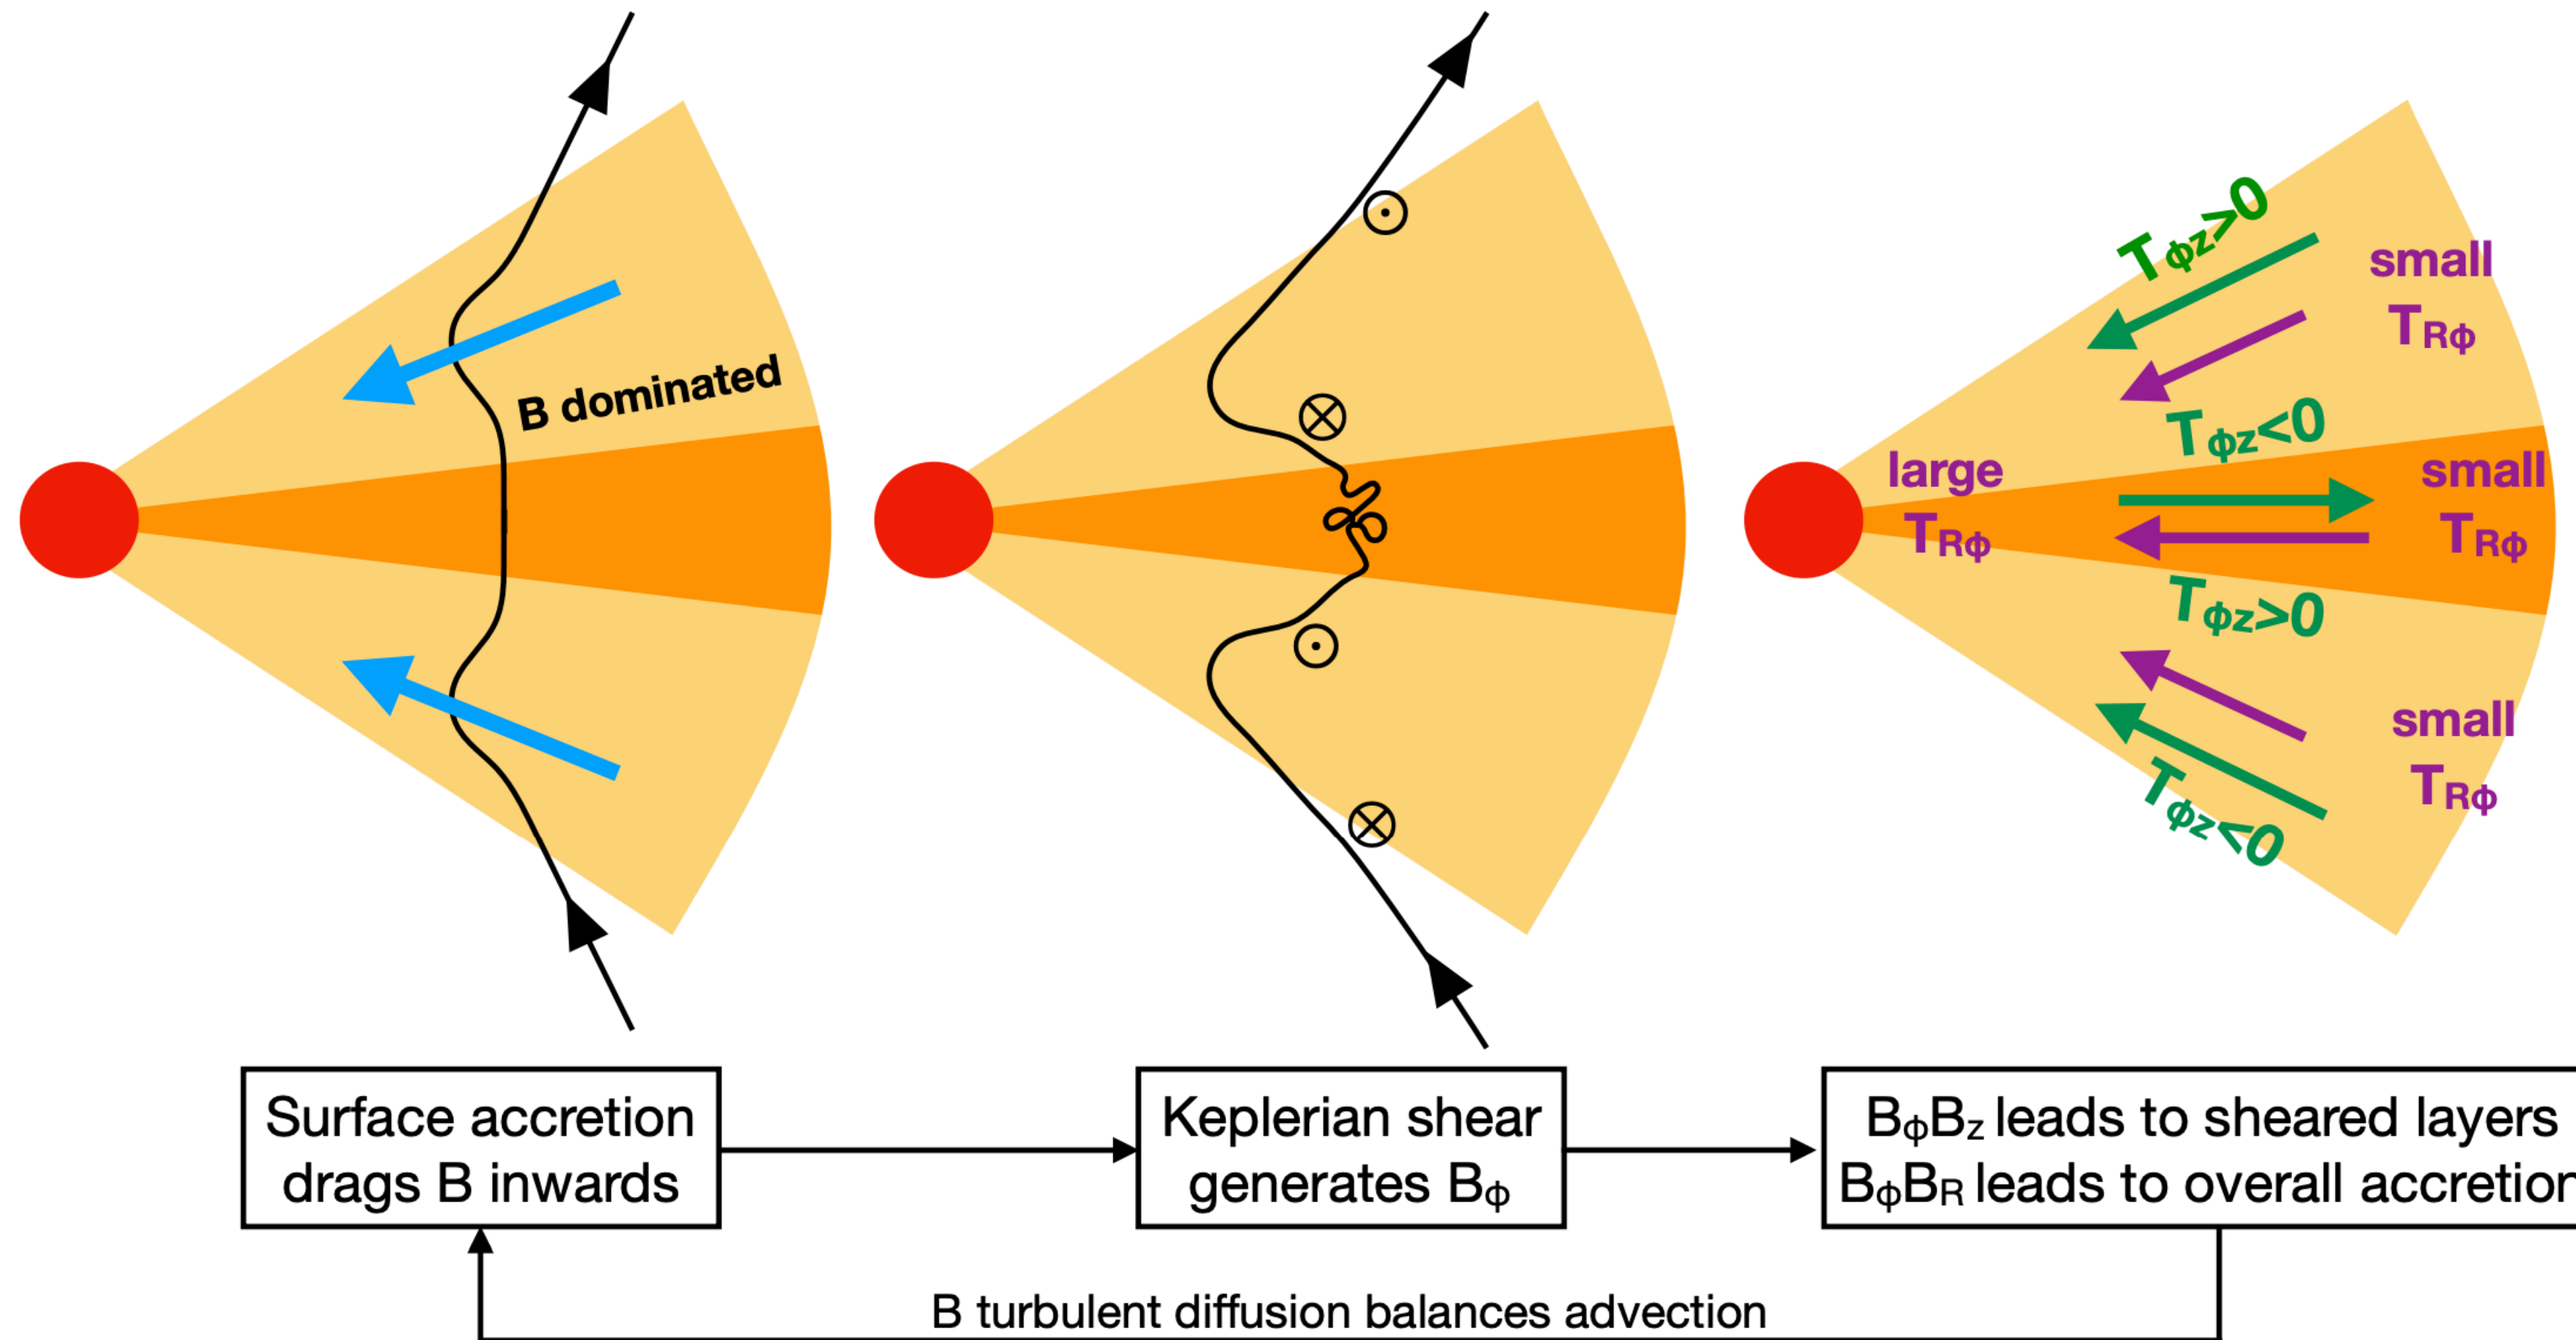 B dominated
Tϕz>0
small
TRϕ
Tϕz<0
large
TRϕ
small
TRϕ
Tϕz>0
small
TRϕ
Tϕz<0
Surface accretion
drags B inwards
Keplerian shear
generates Bϕ
BϕBz leads to sheared layers
BϕBR leads to overall accretion
B turbulent diffusion balances advection